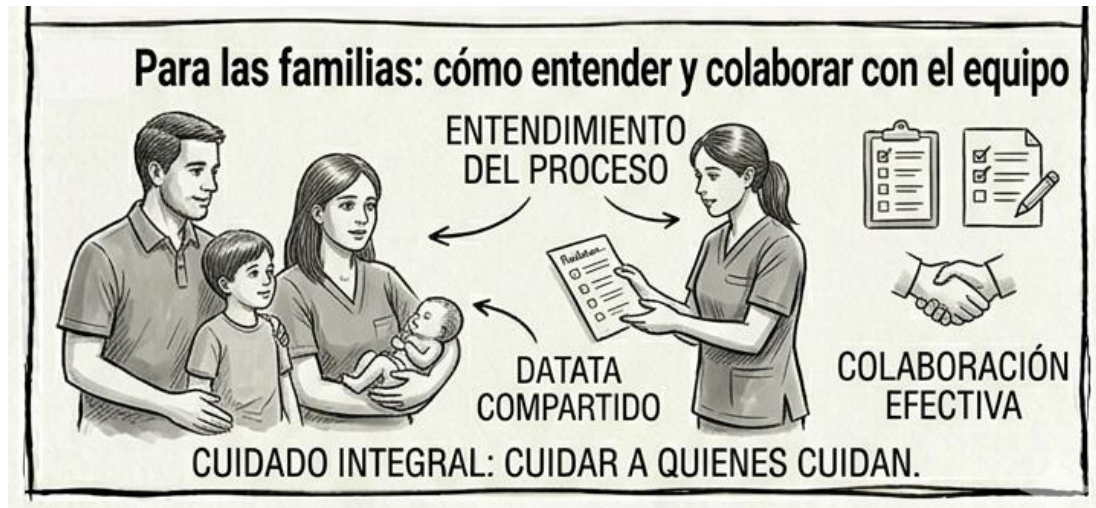 Para las familias: cómo entender y colaborar con el equipo
ENTENDIMIENTO
DEL PROCESO
DATATA
COMPARTIDO
COLABORACIÓN
EFECTIVA
CUIDADO INTEGRAL: CUIDAR A QUIENES CUIDAN.